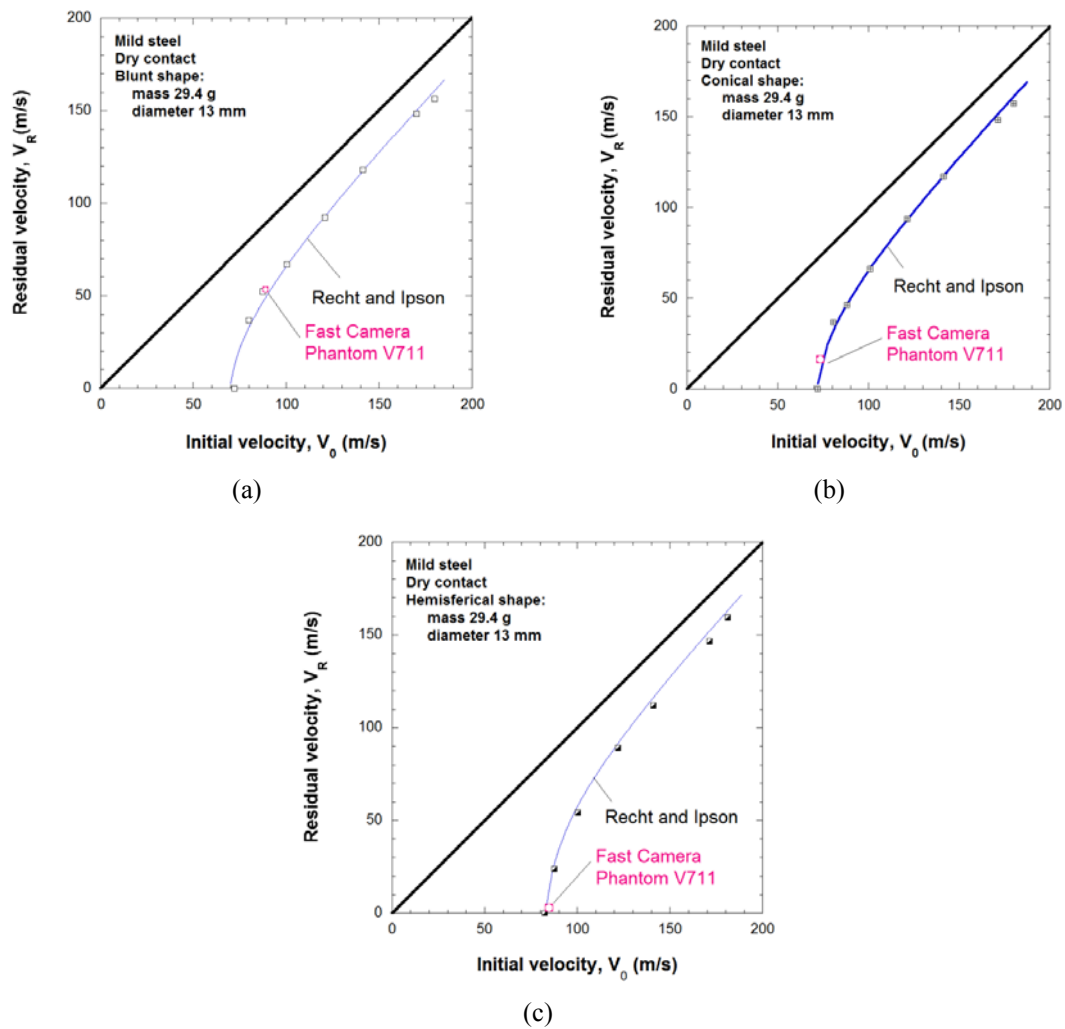 200
150
100
50
0
Residual velocity, V_R (m/s)
Mild steel
Dry contact
Blunt shape:
mass 29.4 g
diameter 13 mm
Recht and Ipson
Fast Camera
Phantom V711
0 50 100 150 200
Initial velocity, V_0 (m/s)
(a)
200
150
100
50
0
Residual velocity, V_R (m/s)
Mild steel
Dry contact
Conical shape:
mass 29.4 g
diameter 13 mm
Recht and Ipson
Fast Camera
Phantom V711
0 50 100 150 200
Initial velocity, V_0 (m/s)
(b)
200
150
100
50
0
Residual velocity, V_R (m/s)
Mild steel
Dry contact
Hemisferical shape:
mass 29.4 g
diameter 13 mm
Recht and Ipson
Fast Camera
Phantom V711
0 50 100 150 200
Initial velocity, V_0 (m/s)
(c)